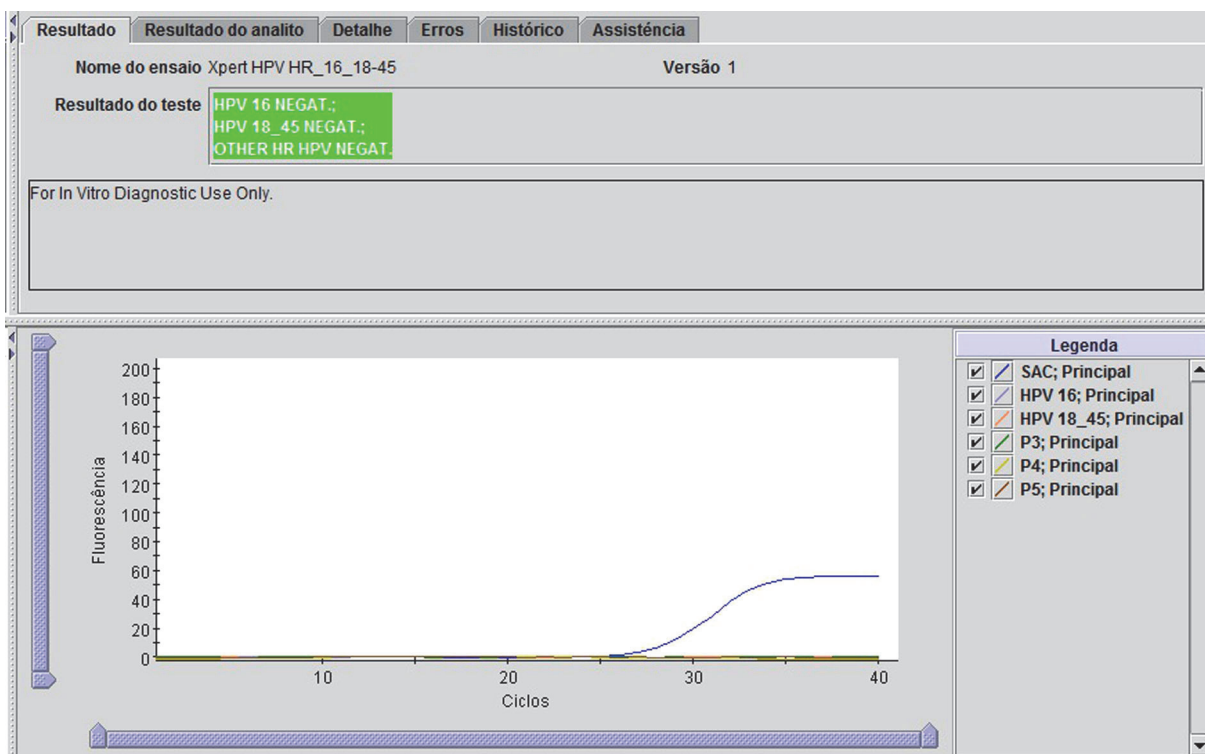 Resultado Resultado do analito Detalhe Erros Histórico Assisténcia
Nome do ensaio Xpert HPV HR_16_18-45 Versão 1
Resultado do teste HPV 16 NEGAT.;
HPV 18_45 NEGAT.;
OTHER HR HPV NEGAT.
For In Vitro Diagnostic Use Only.
Legenda
SAC; Principal
HPV 16; Principal
HPV 18_45; Principal
P3; Principal
P4; Principal
P5; Principal
Fluorescência
200
180
160
140
120
100
80
60
40
20
0
10 20 30 40
Ciclos